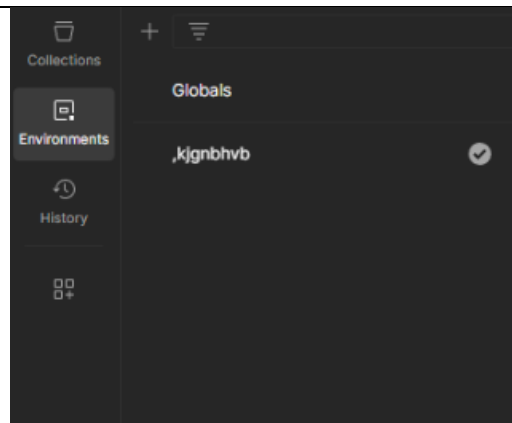 Collections
Globals
Environments
,kjgnbhvb
History